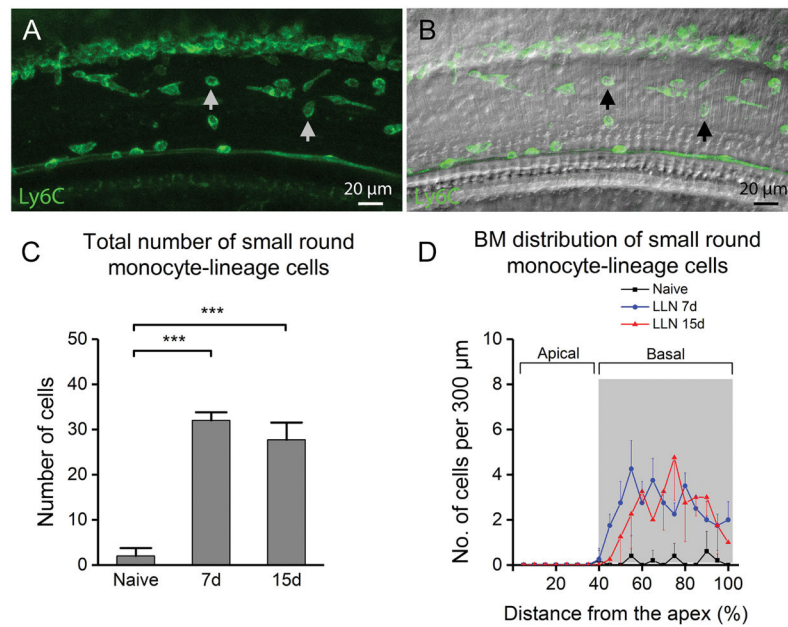 A
Ly6C
20 µm
B
Ly6C
20 µm
C
Total number of small round
monocyte-lineage cells
***
***
50
40
30
20
10
0
Number of cells
Naive
7d
15d
D
BM distribution of small round
monocyte-lineage cells
Naive
LLN 7d
LLN 15d
Apical
Basal
10
8
6
4
2
0
No. of cells per 300 µm
20
40
60
80
100
Distance from the apex (%)